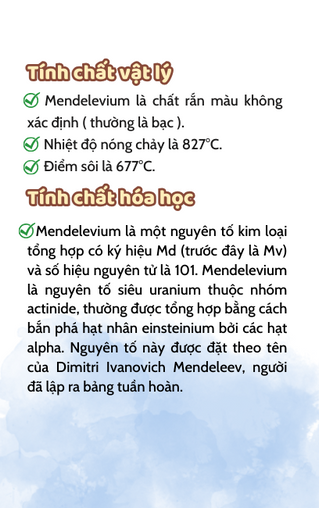 Tính chất vật lý
Mendelevium là chất rắn màu không
xác định ( thường là bạc ).
Nhiệt độ nóng chảy là 827°C.
Điểm sôi là 677°C.
Tính chất hóa học
Mendelevium là một nguyên tố kim loại
tổng hợp có ký hiệu Md (trước đây là Mv)
và số hiệu nguyên tử là 101. Mendelevium
là nguyên tố siêu uranium thuộc nhóm
actinide, thường được tổng hợp bằng cách
bắn phá hạt nhân einsteinium bởi các hạt
alpha. Nguyên tố này được đặt theo tên
của Dimitri Ivanovich Mendeleev, người
đã lập ra bảng tuần hoàn.